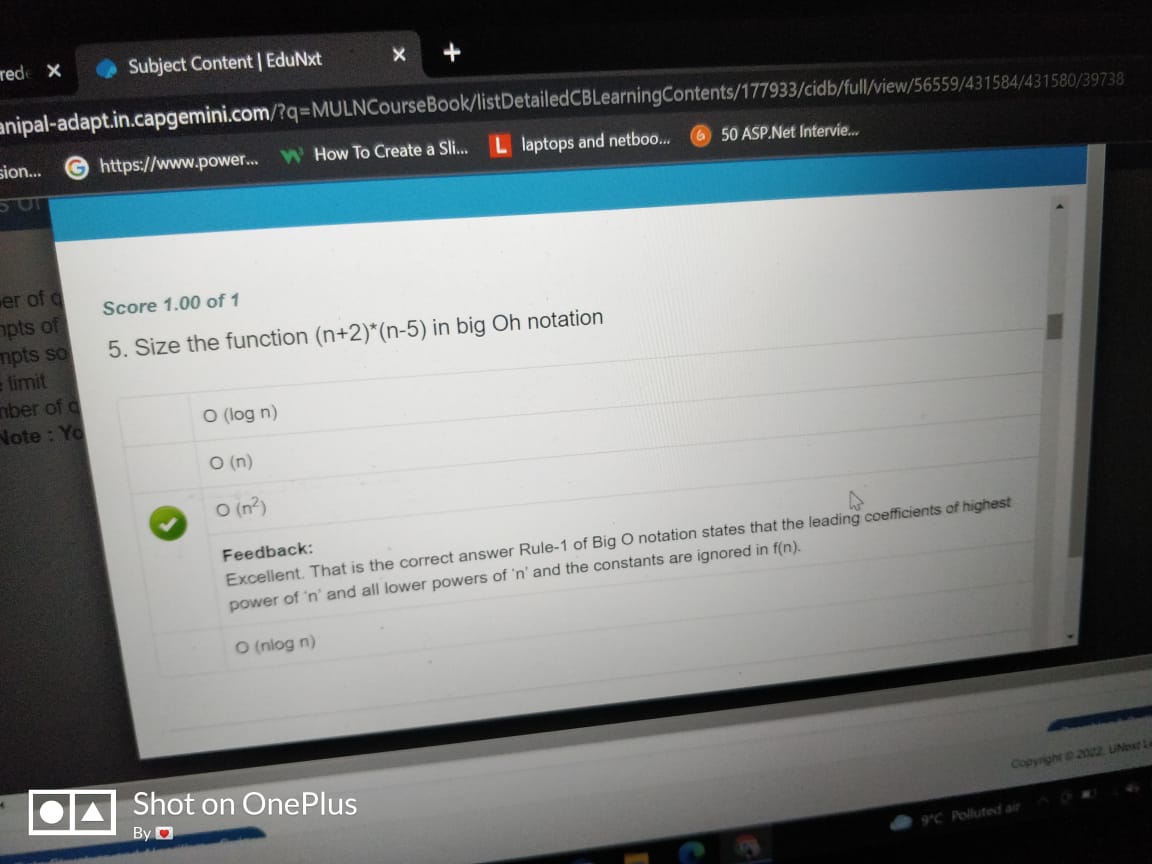 rede
Subject Content | EduNxt
anipal-adapt.in.capgemini.com/?q=MULNCourseBook/listDetailedCBLearningContents/177933/cidb/full/view/56559/431584/431580/39738
sion...
https://www.power...
How To Create a Sli...
laptops and netboo...
50 ASP.Net Intervie...
er of q
mpts of
mpts so
limit
mber of q
Note : Yo
Score 1.00 of 1
5. Size the function (n+2)*(n-5) in big Oh notation
O (log n)
O (n)
O (n²)
Feedback:
Excellent. That is the correct answer Rule-1 of Big O notation states that the leading coefficients of highest
power of 'n' and all lower powers of 'n' and the constants are ignored in f(n).
O (nlog n)
Copyright © 2022, UNext
9°C Polluted air
Shot on OnePlus
By